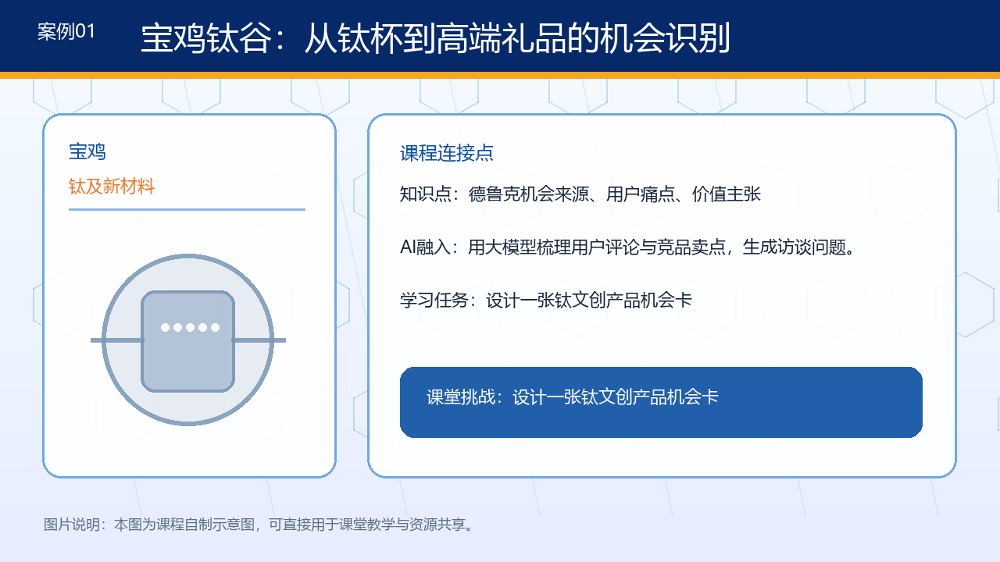 案例01
宝鸡钛谷：从钛杯到高端礼品的机会识别
宝鸡
钛及新材料
课程连接点
知识点：德鲁克机会来源、用户痛点、价值主张
AI融入：用大模型梳理用户评论与竞品卖点，生成访谈问题。
学习任务：设计一张钛文创产品机会卡
课堂挑战：设计一张钛文创产品机会卡
图片说明：本图为课程自制示意图，可直接用于课堂教学与资源共享。